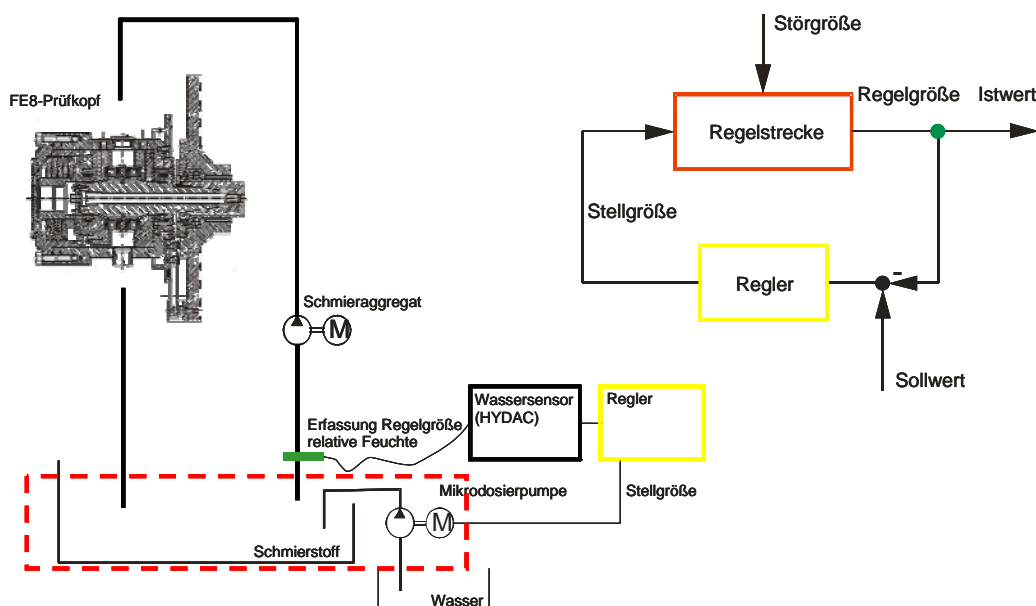 FE8-Prüfkopf
Störgröße
Regelstrecke
Regelgröße Istwert
Stellgröße
Regler
-
Sollwert
Schmieraggregat
M
Erfassung Regelgröße
relative Feuchte
Wassersensor
(HYDAC)
Regler
Mikrodosierpumpe
Stellgröße
M
Schmierstoff
Wasser